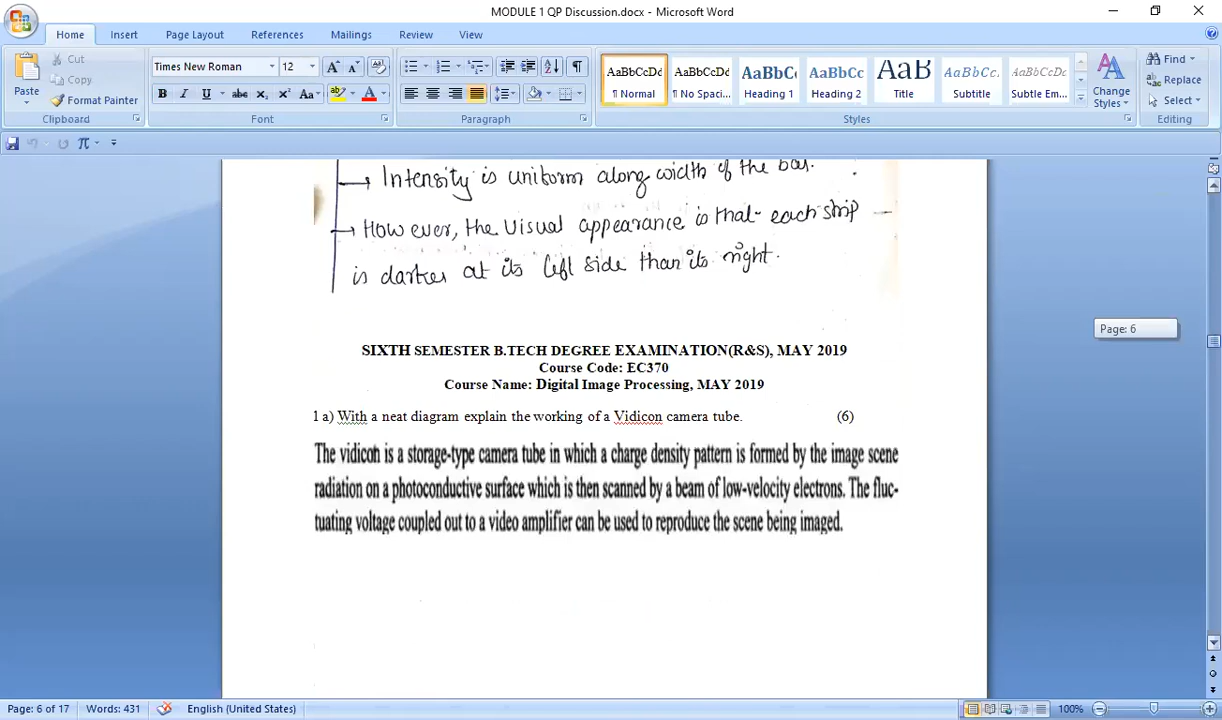 MODULE 1 QP Discussion.docx - Microsoft Word
Home Insert Page Layout References Mailings Review View
Paste
Cut
Copy
Format Painter
Clipboard
Times New Roman 12
B I U abc x₂ x² Aa
Font
Paragraph
AaBbCcDc AaBbCcDc AaBbC AaBbCc AaB AaBbCc. AaBbCcDc
¶ Normal ¶ No Spaci... Heading 1 Heading 2 Title Subtitle Subtle Em...
Styles
Change
Styles
Find
Replace
Select
Editing
Intensity is uniform along width of the bar.
However, the visual appearance is that each strip
is darker at its left side than its right.
SIXTH SEMESTER B.TECH DEGREE EXAMINATION(R&S), MAY 2019
Course Code: EC370
Course Name: Digital Image Processing, MAY 2019
1 a) With a neat diagram explain the working of a Vidicon camera tube. (6)
The vidicon is a storage-type camera tube in which a charge density pattern is formed by the image scene
radiation on a photoconductive surface which is then scanned by a beam of low-velocity electrons. The fluc-
tuating voltage coupled out to a video amplifier can be used to reproduce the scene being imaged.
Page: 6
Page: 6 of 17 Words: 431 English (United States) 100%